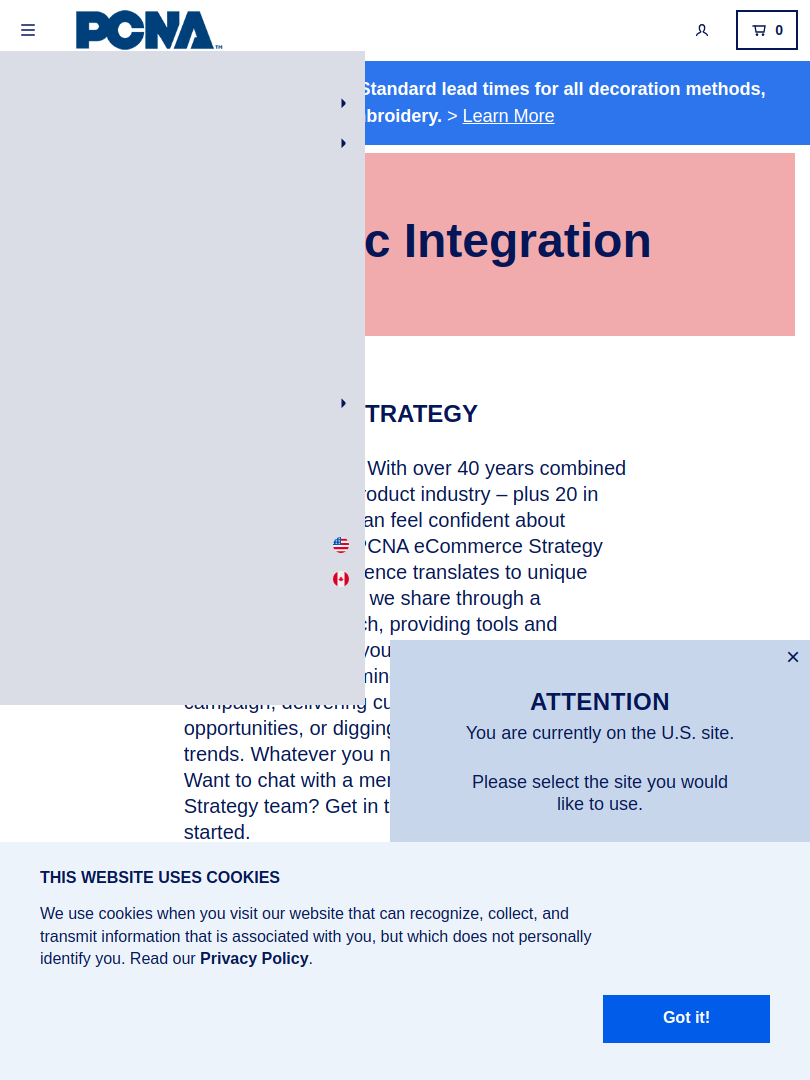 PCNA™
0
Standard lead times for all decoration methods,
broidery. > Learn More
c Integration
TRATEGY
With over 40 years combined
roduct industry – plus 20 in
an feel confident about
PCNA eCommerce Strategy
ence translates to unique
we share through a
ch, providing tools and
you
min
campaign, delivering cu
opportunities, or digging
trends. Whatever you n
Want to chat with a mer
Strategy team? Get in t
started.
×
ATTENTION
You are currently on the U.S. site.
Please select the site you would
like to use.
THIS WEBSITE USES COOKIES
We use cookies when you visit our website that can recognize, collect, and
transmit information that is associated with you, but which does not personally
identify you. Read our Privacy Policy.
Got it!